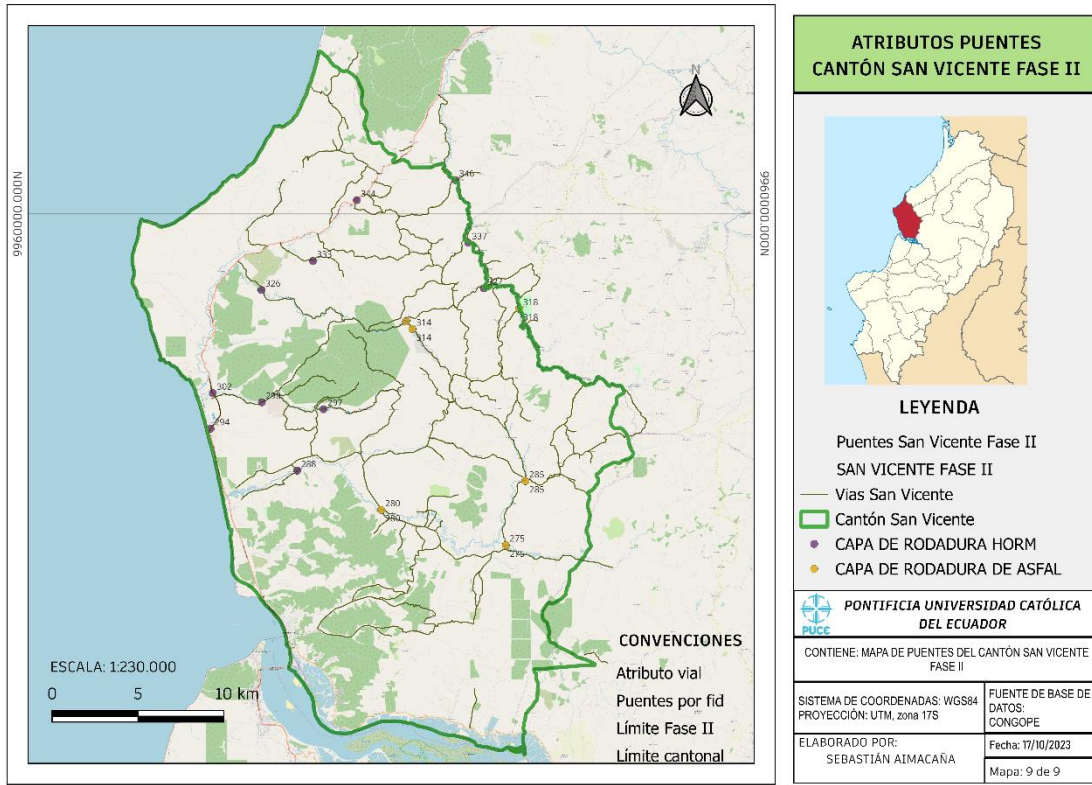 9960000.000N
N
9960000.000N
346
344
337
333
326
318
318
314
314
302
297
294
288
285
285
280
280
275
275
ESCALA: 1:230.000
0 5 10 km
CONVENCIONES
Atributo vial
Puentes por fid
Límite Fase II
Límite cantonal
ATRIBUTOS PUENTES
CANTÓN SAN VICENTE FASE II
LEYENDA
Puentes San Vicente Fase II
SAN VICENTE FASE II
Vias San Vicente
Cantón San Vicente
CAPA DE RODADURA HORM
CAPA DE RODADURA DE ASFAL
PUCE
PONTIFICIA UNIVERSIDAD CATÓLICA
DEL ECUADOR
CONTIENE: MAPA DE PUENTES DEL CANTÓN SAN VICENTE
FASE II
SISTEMA DE COORDENADAS: WGS84
PROYECCIÓN: UTM, zona 17S
FUENTE DE BASE DE
DATOS:
CONGOPE
ELABORADO POR:
SEBASTIÁN AIMACAÑA
Fecha: 17/10/2023
Mapa: 9 de 9